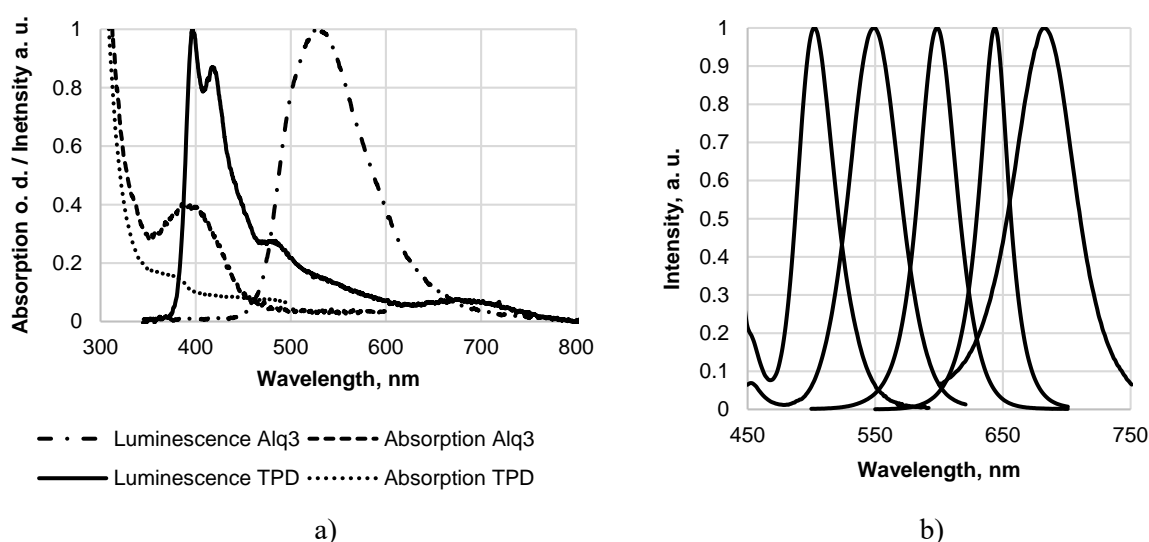 Absorption o. d. / Inetnsity a. u.
1
0.8
0.6
0.4
0.2
0
300 400 500 600 700 800
Wavelength, nm
Luminescence Alq3 Absorption Alq3
Luminescence TPD Absorption TPD
a)
Intensity, a. u.
1
0.9
0.8
0.7
0.6
0.5
0.4
0.3
0.2
0.1
0
450 550 650 750
Wavelength, nm
b)